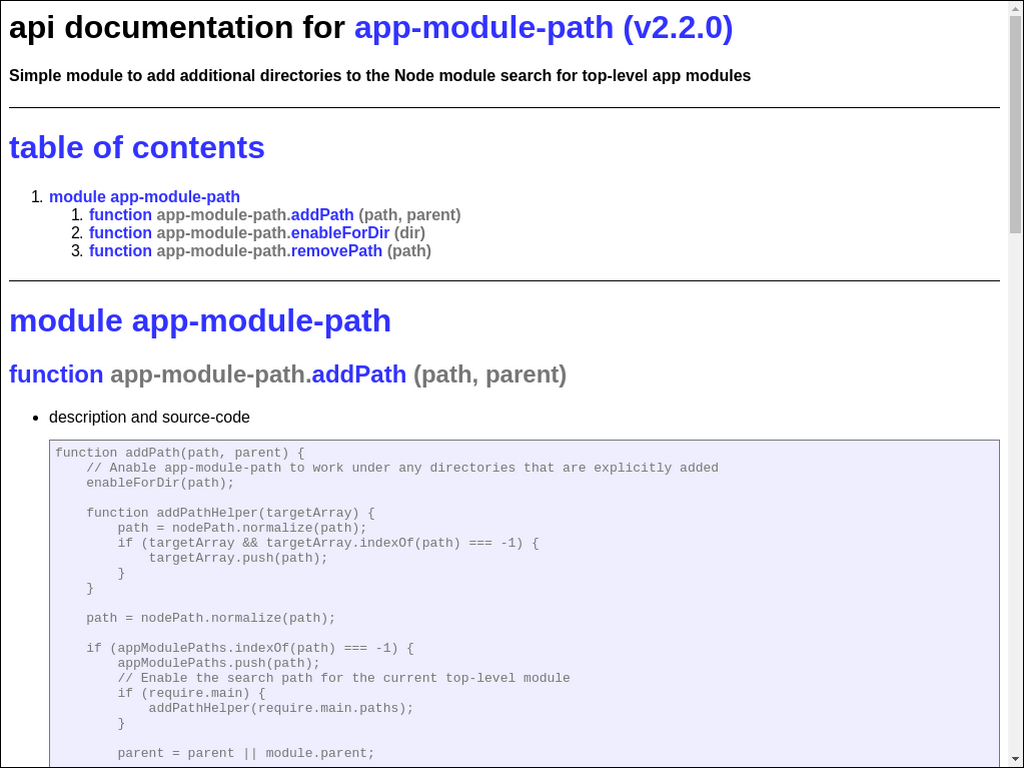 api documentation for app-module-path (v2.2.0)
Simple module to add additional directories to the Node module search for top-level app modules
table of contents
1. module app-module-path
1. function app-module-path.addPath (path, parent)
2. function app-module-path.enableForDir (dir)
3. function app-module-path.removePath (path)
module app-module-path
function app-module-path.addPath (path, parent)
• description and source-code
function addPath(path, parent) {
    // Anable app-module-path to work under any directories that are explicitly added
    enableForDir(path);
    function addPathHelper(targetArray) {
        path = nodePath.normalize(path);
        if (targetArray && targetArray.indexOf(path) === -1) {
            targetArray.push(path);
        }
    }
    path = nodePath.normalize(path);
    if (appModulePaths.indexOf(path) === -1) {
        appModulePaths.push(path);
        // Enable the search path for the current top-level module
        if (require.main) {
            addPathHelper(require.main.paths);
        }
        parent = parent || module.parent;